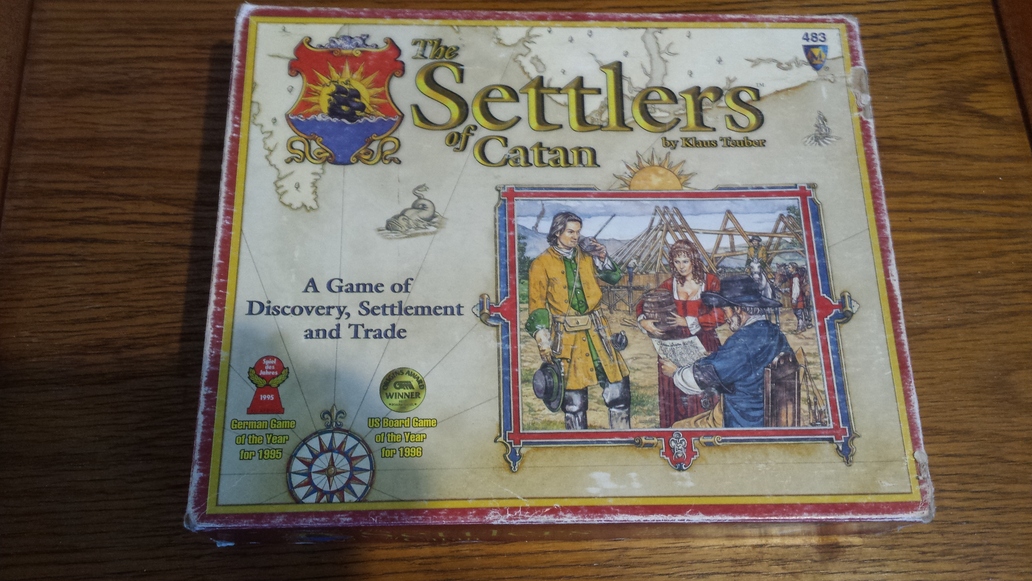 The
Settlers™
of Catan
by Klaus Teuber
483
M
A Game of
Discovery, Settlement
and Trade
Spiel
des
Jahres
1995
German Game
of the Year
for 1995
WINNER
US Board Game
of the Year
for 1996